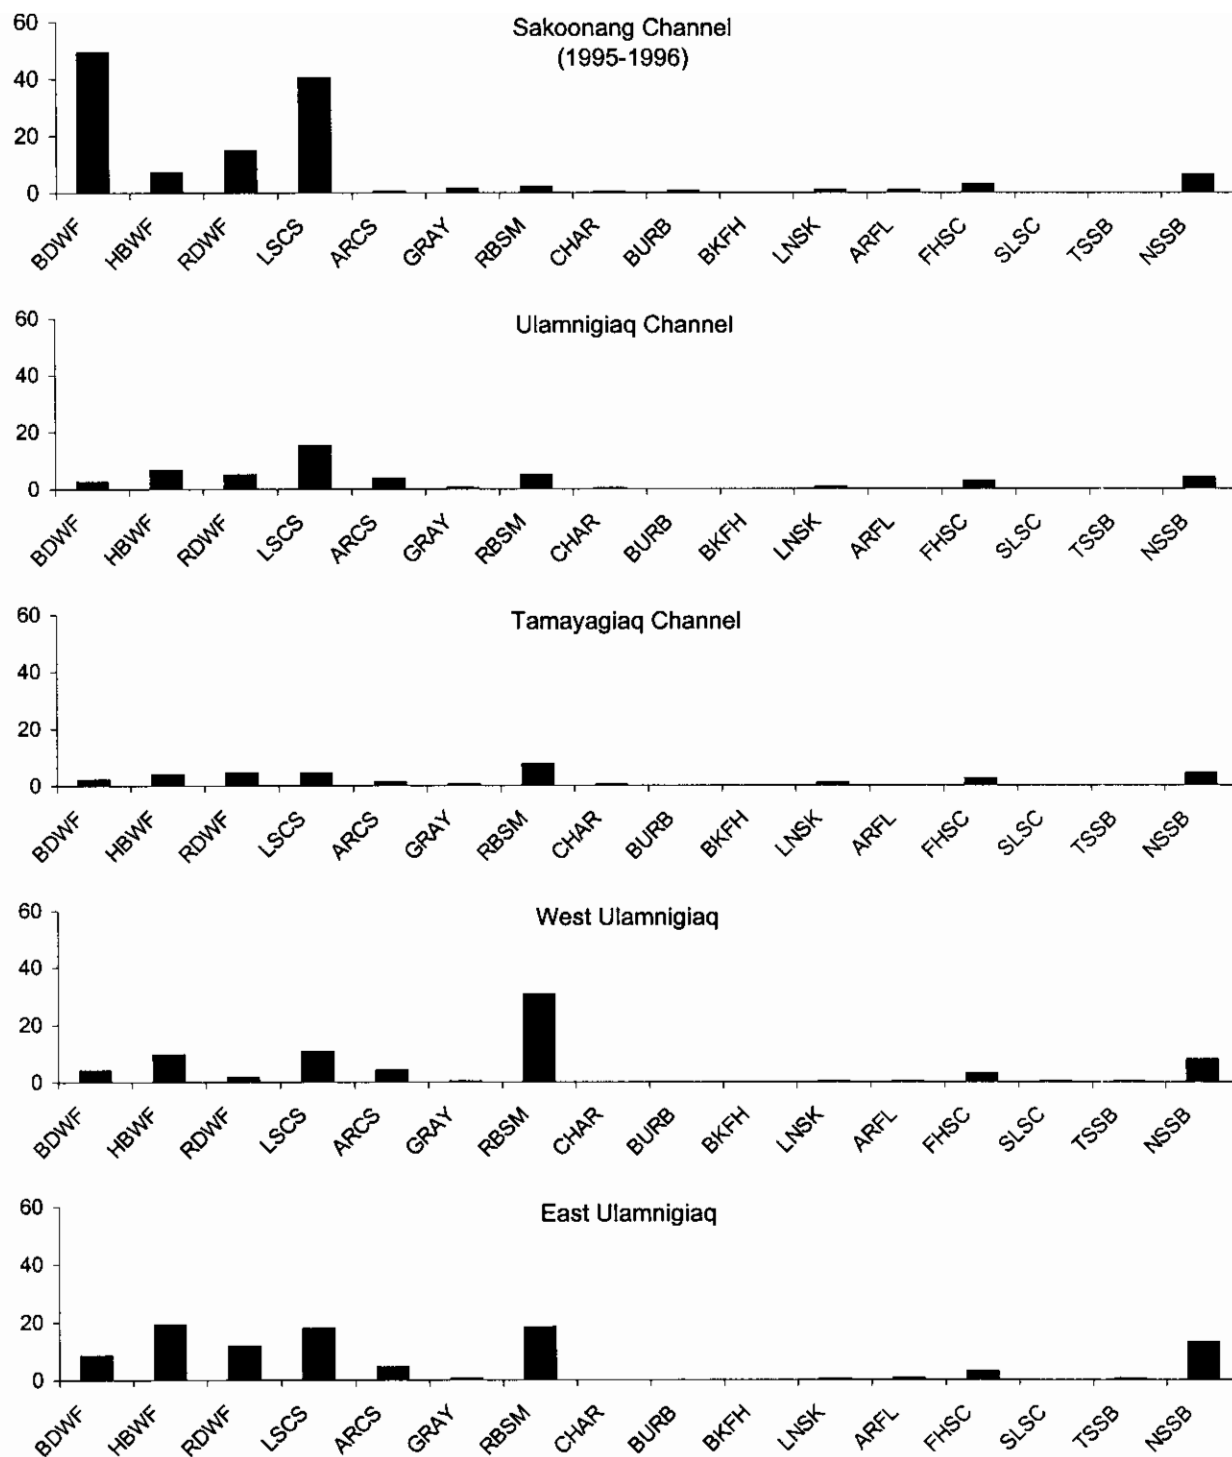 Sakoonang Channel
(1995-1996)
60
40
20
0
BDWF HBWF RDWF LSCS ARCS GRAY RBSM CHAR BURB BKFH LNSK ARFL FHSC SLSC TSSB NSSB
Ulamnigiaq Channel
60
40
20
0
BDWF HBWF RDWF LSCS ARCS GRAY RBSM CHAR BURB BKFH LNSK ARFL FHSC SLSC TSSB NSSB
Tamayagiaq Channel
60
40
20
0
BDWF HBWF RDWF LSCS ARCS GRAY RBSM CHAR BURB BKFH LNSK ARFL FHSC SLSC TSSB NSSB
West Ulamnigiaq
60
40
20
0
BDWF HBWF RDWF LSCS ARCS GRAY RBSM CHAR BURB BKFH LNSK ARFL FHSC SLSC TSSB NSSB
East Ulamnigiaq
60
40
20
0
BDWF HBWF RDWF LSCS ARCS GRAY RBSM CHAR BURB BKFH LNSK ARFL FHSC SLSC TSSB NSSB